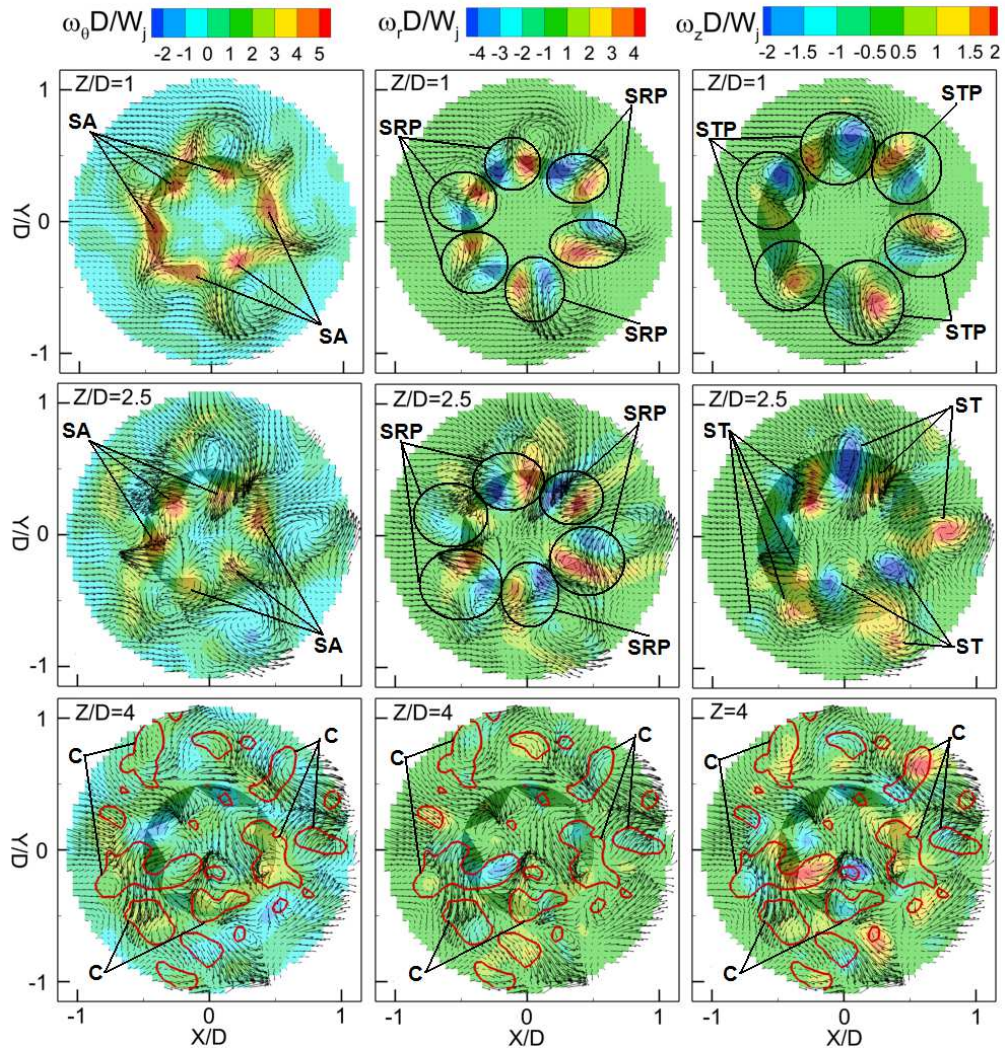 ω_θD/W_j
-2 -1 0 1 2 3 4 5
ω_rD/W_j
-4 -3 -2 -1 1 2 3 4
ω_zD/W_j
-2 -1.5 -1 -0.5 0.5 1 1.5 2
Z/D=1
SA
SA
1
0
-1
Y/D
Z/D=1
SRP
SRP
SRP
Z/D=1
STP
STP
STP
Z/D=2.5
SA
SA
1
0
-1
Y/D
Z/D=2.5
SRP
SRP
SRP
Z/D=2.5
ST
ST
ST
Z/D=4
C
C
C
1
0
-1
Y/D
-1 0 1
X/D
Z/D=4
C
C
C
-1 0 1
X/D
Z=4
C
C
C
-1 0 1
X/D